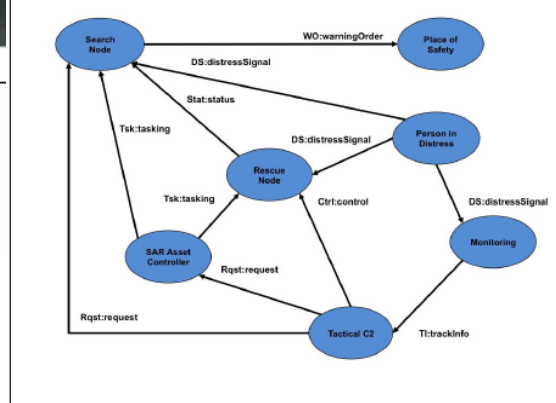 Search
Node
WO:warningOrder
Place of
Safety
DS:distressSignal
Stat:status
Tsk:tasking
DS:distressSignal
Person in
Distress
Rescue
Node
Tsk:tasking
Ctrl:control
DS:distressSignal
SAR Asset
Controller
Monitoring
Rqst:request
Rqst:request
Tactical C2
TI:trackInfo